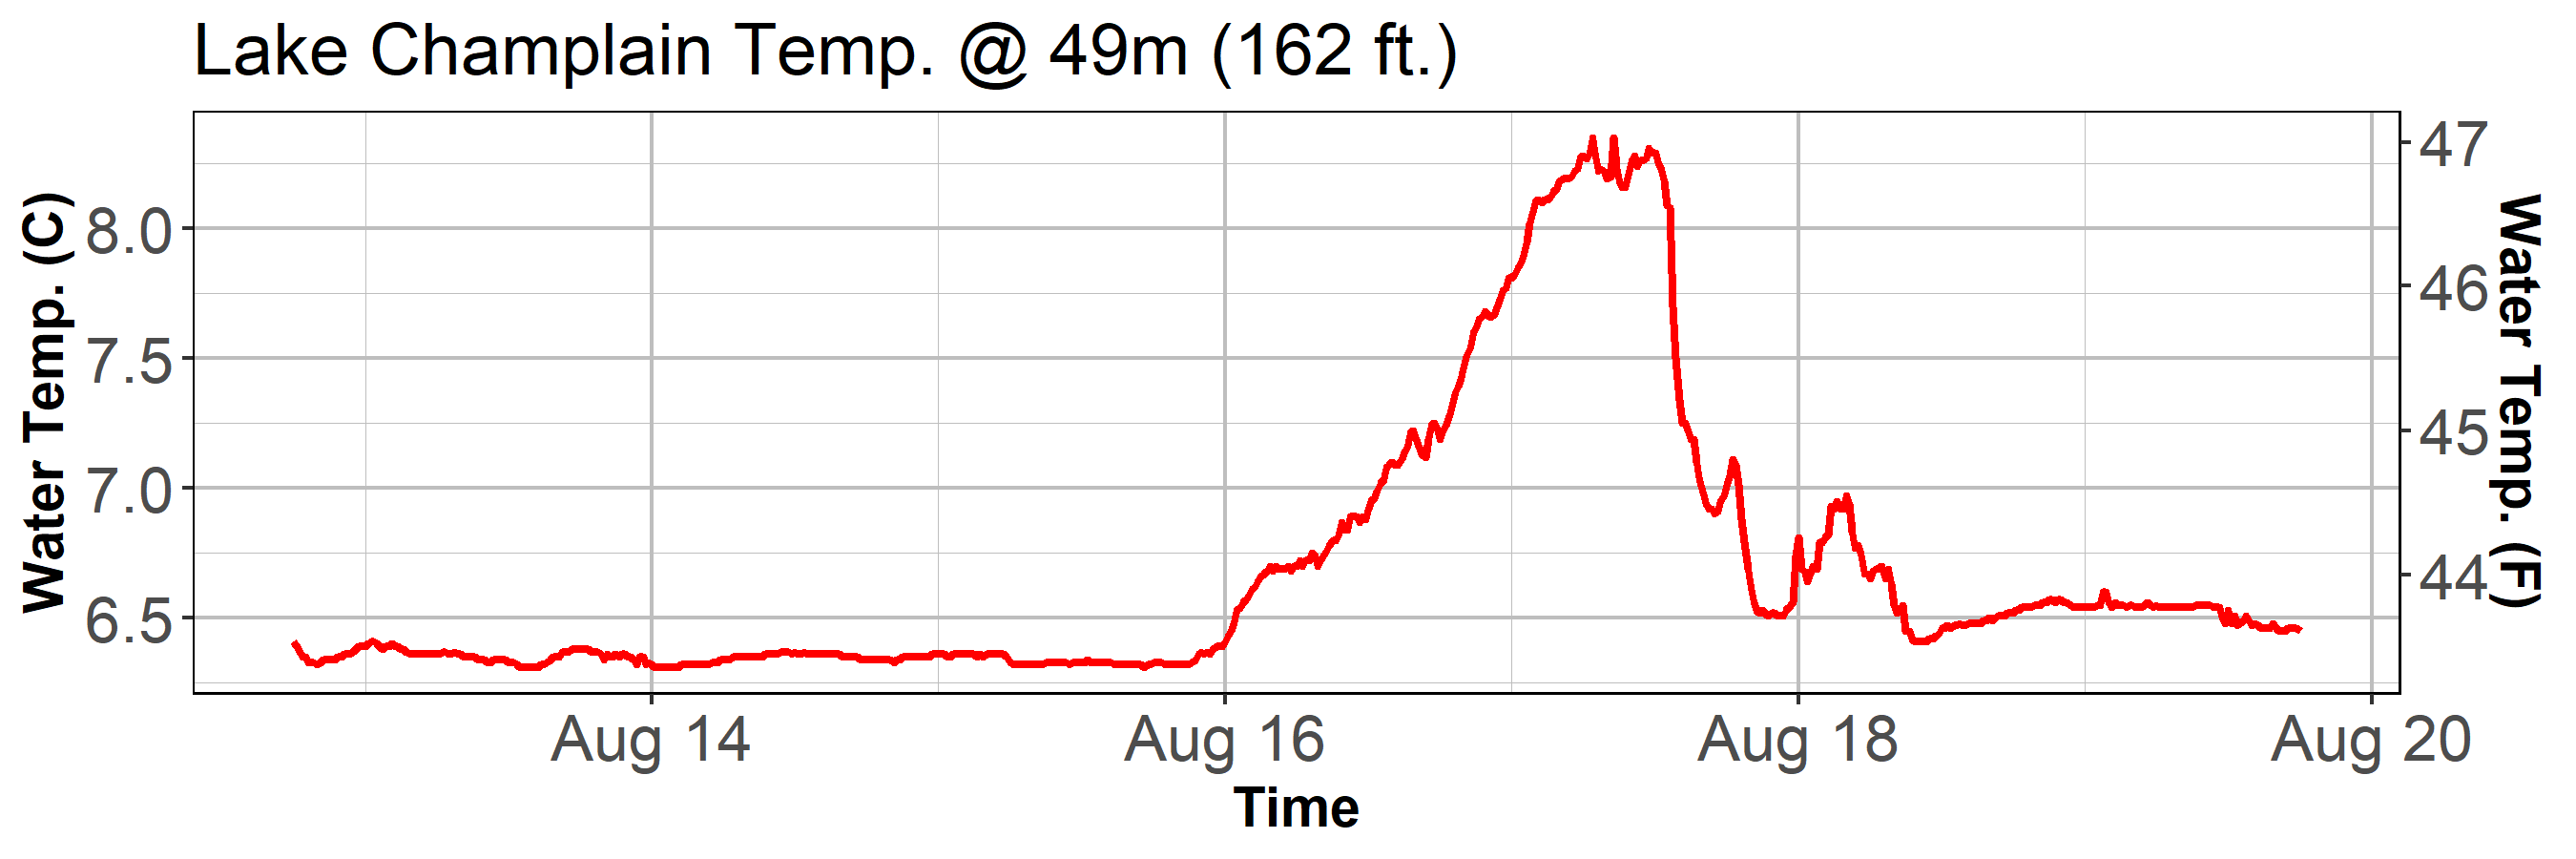 Lake Champlain Temp. @ 49m (162 ft.)
Water Temp. (C)
8.0
7.5
7.0
6.5
47
46
45
44
Water Temp. (F)
Aug 14
Aug 16
Aug 18
Aug 20
Time